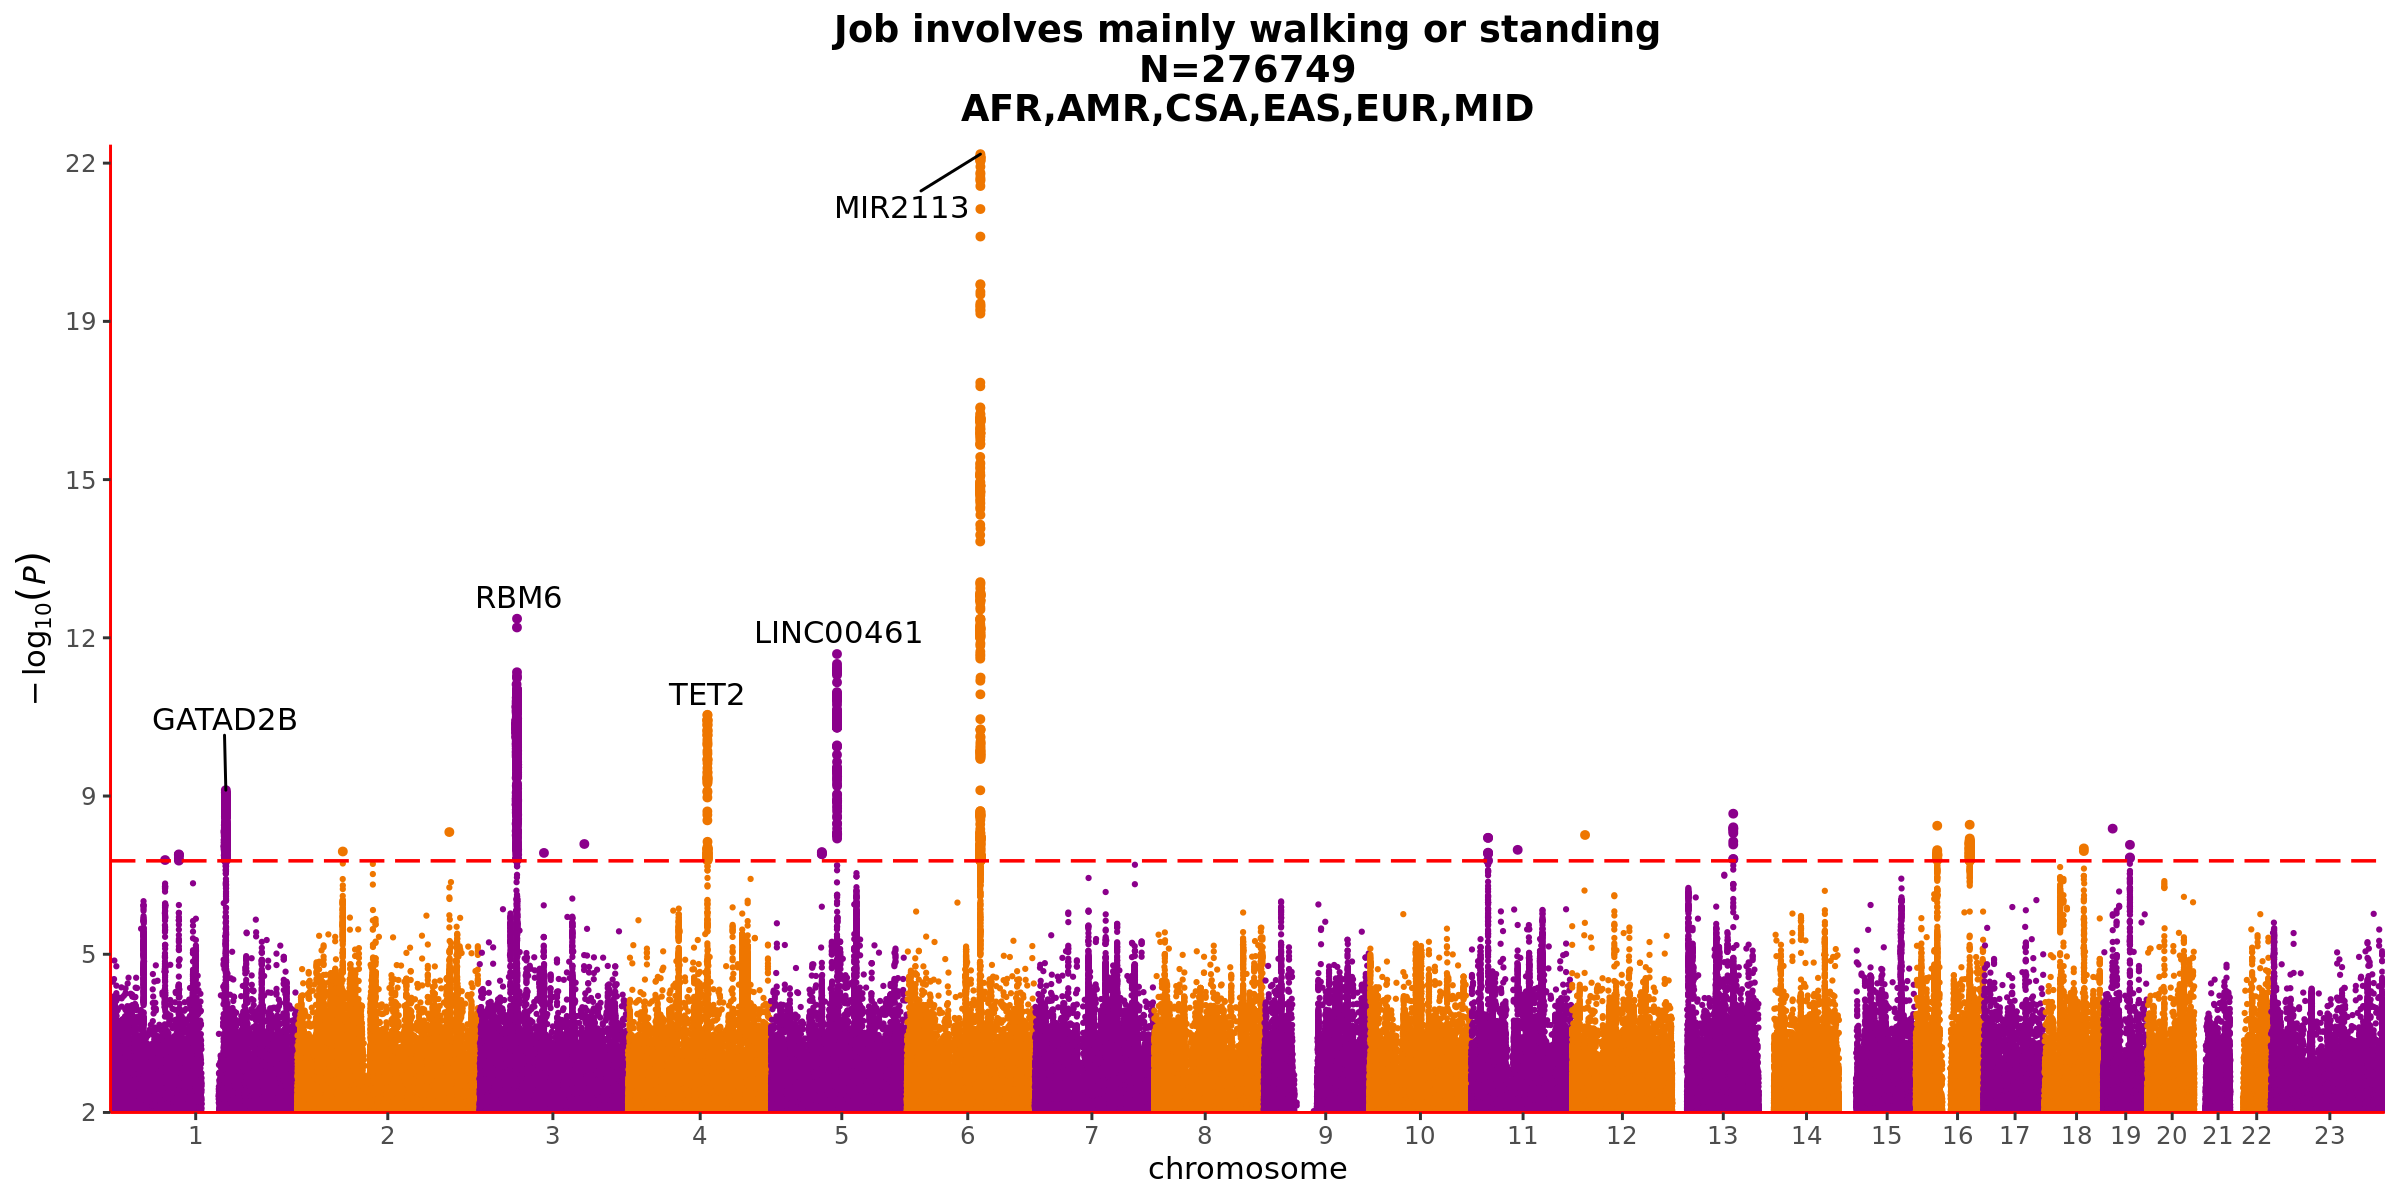 Job involves mainly walking or standing
N=276749
AFR,AMR,CSA,EAS,EUR,MID
22
MIR2113
19
15
RBM6
12
LINC00461
TET2
GATAD2B
9
5
2
−log10(P)
1 2 3 4 5 6 7 8 9 10 11 12 13 14 15 16 17 18 19 20 21 22 23
chromosome